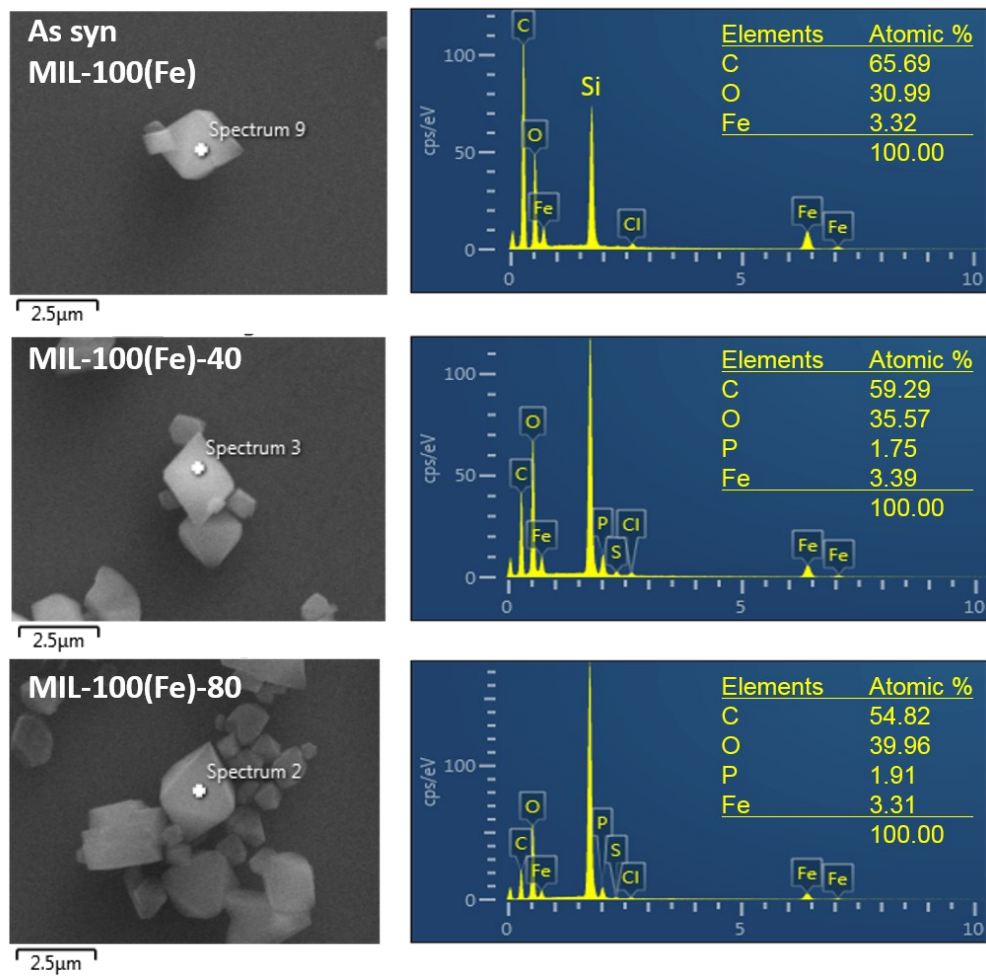 As syn
MIL-100(Fe)
Spectrum 9
2.5µm
cps/eV
100
50
0
C
O
Fe
Si
Cl
Fe
Fe
0
5
10
Elements Atomic %
C 65.69
O 30.99
Fe 3.32
100.00
MIL-100(Fe)-40
Spectrum 3
2.5µm
cps/eV
100
50
0
C
O
Fe
P
S
Cl
Fe
Fe
0
5
10
Elements Atomic %
C 59.29
O 35.57
P 1.75
Fe 3.39
100.00
MIL-100(Fe)-80
Spectrum 2
2.5µm
cps/eV
100
0
C
O
Fe
P
S
Cl
Fe
Fe
0
5
10
Elements Atomic %
C 54.82
O 39.96
P 1.91
Fe 3.31
100.00